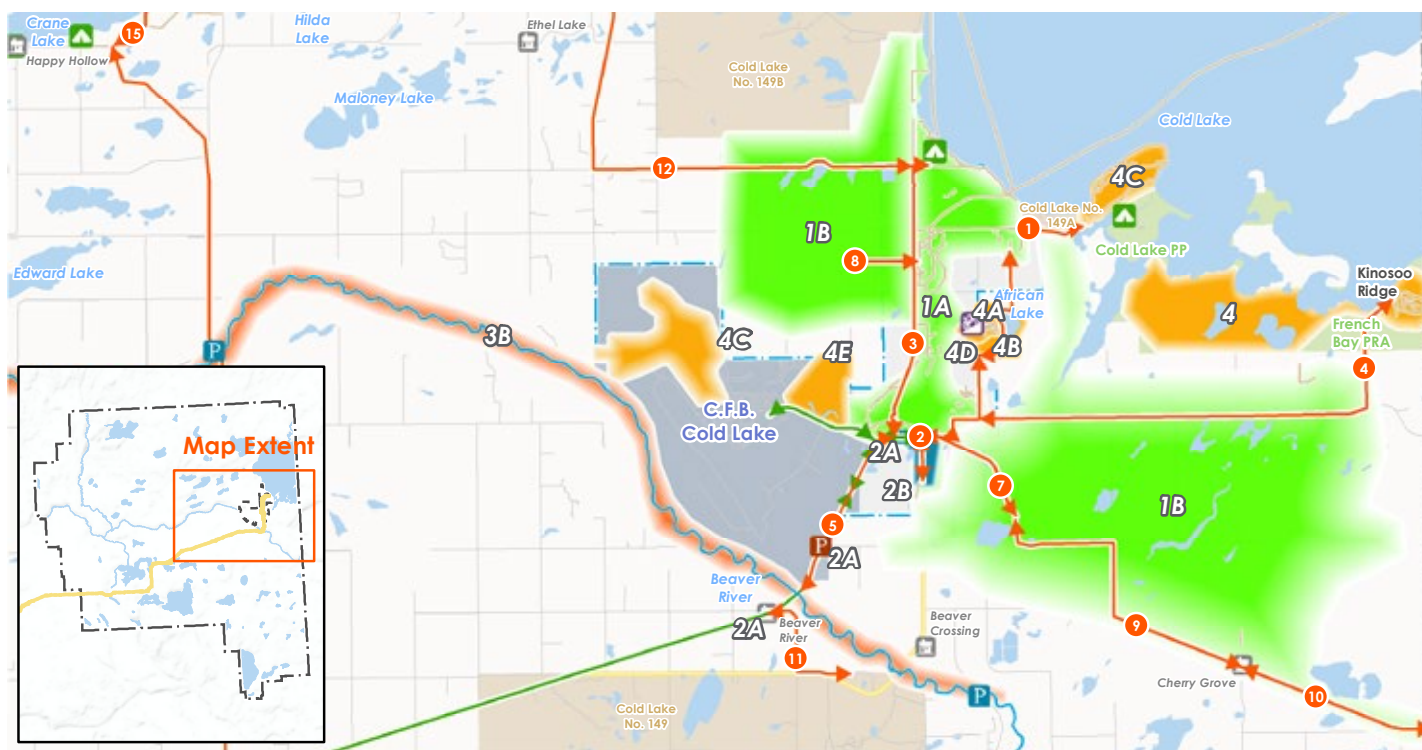 Crane
Lake
15
Happy Hollow
Hilda
Lake
Ethel Lake
Maloney Lake
Cold Lake
No. 149B
Cold Lake
12
4C
Cold Lake No.
149A
1
1B
8
Cold Lake PP
Edward Lake
Kinosoo
Ridge
African
Lake
1A
4A
4
French
Bay PRA
3B
4C
4E
3
4D
4B
P
4
C.F.B.
Cold Lake
2
2A
Map Extent
2B
7
1B
5
P
2A
Beaver
River
2A
Beaver
River
Beaver
Crossing
9
11
Cherry Grove
10
P
Cold Lake
No. 149